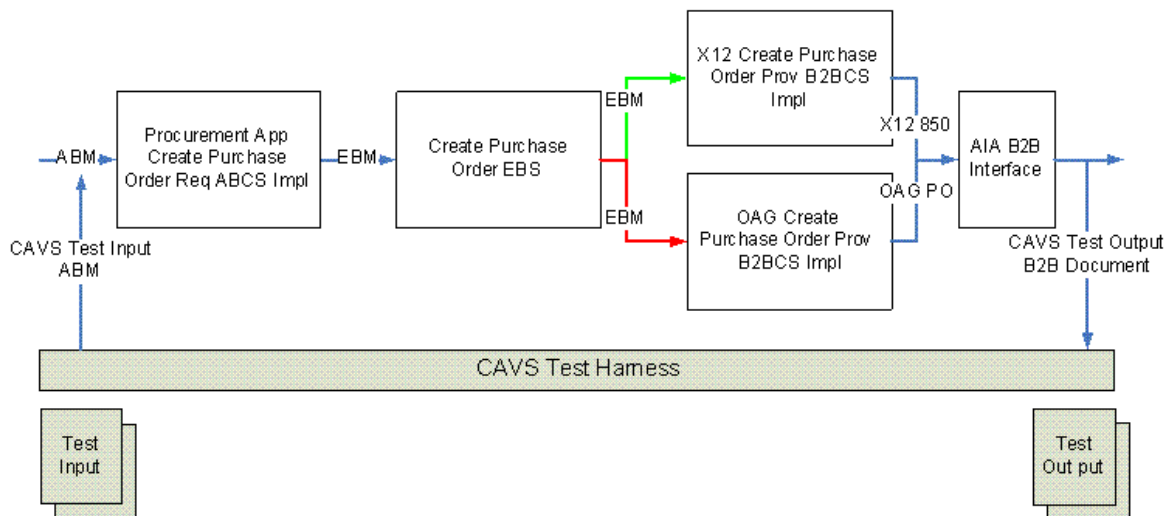 X12 Create Purchase
Order Prov B2BCS
Impl
EBM
X12 850
ABM
Procurement App
Create Purchase
Order Req ABCS Impl
EBM
Create Purchase
Order EBS
AIA B2B
Interface
EBM
OAG PO
OAG Create
Purchase Order Prov
B2BCS Impl
CAVS Test Input
ABM
CAVS Test Output
B2B Document
CAVS Test Harness
Test
Input
Test
Out put